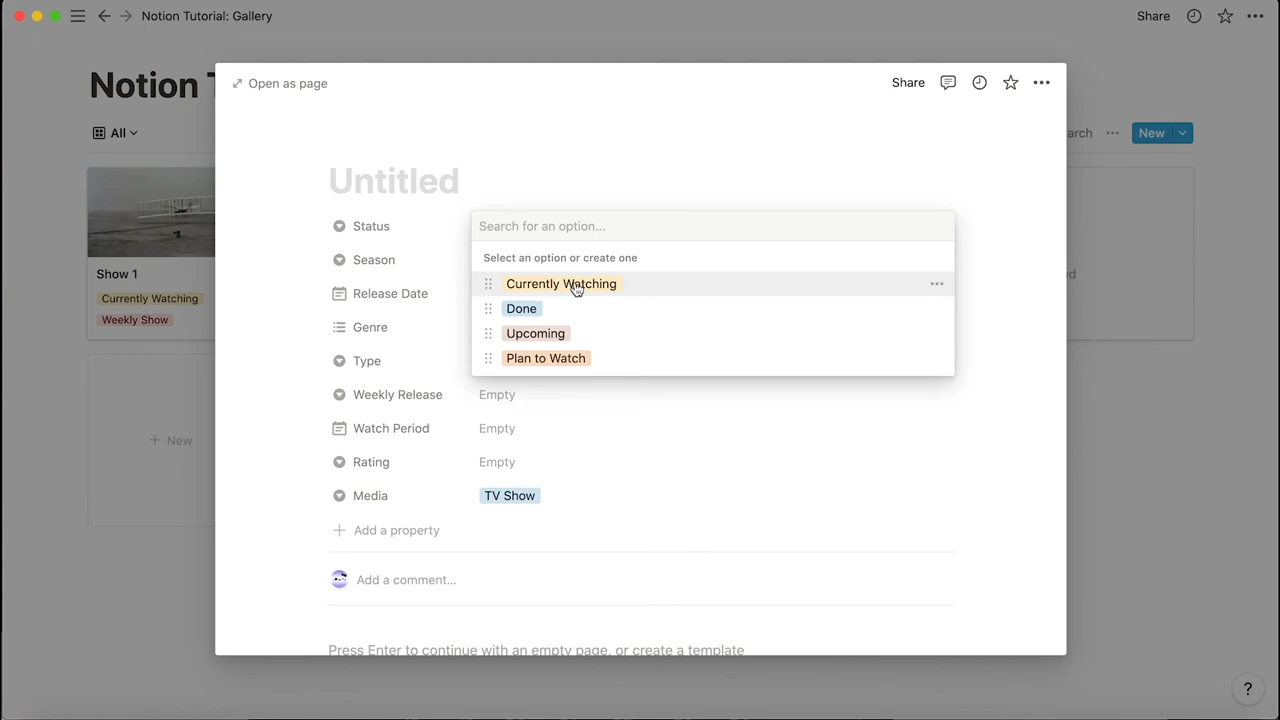 Notion Tutorial: Gallery
Share
Notion T
All
arch
New
Show 1
Currently Watching
Weekly Show
New
Open as page
Share
Untitled
Status
Search for an option...
Select an option or create one
Currently Watching
Done
Upcoming
Plan to Watch
Season
Release Date
Genre
Type
Weekly Release Empty
Watch Period Empty
Rating Empty
Media TV Show
Add a property
Add a comment...
Press Enter to continue with an empty page, or create a template
d
?